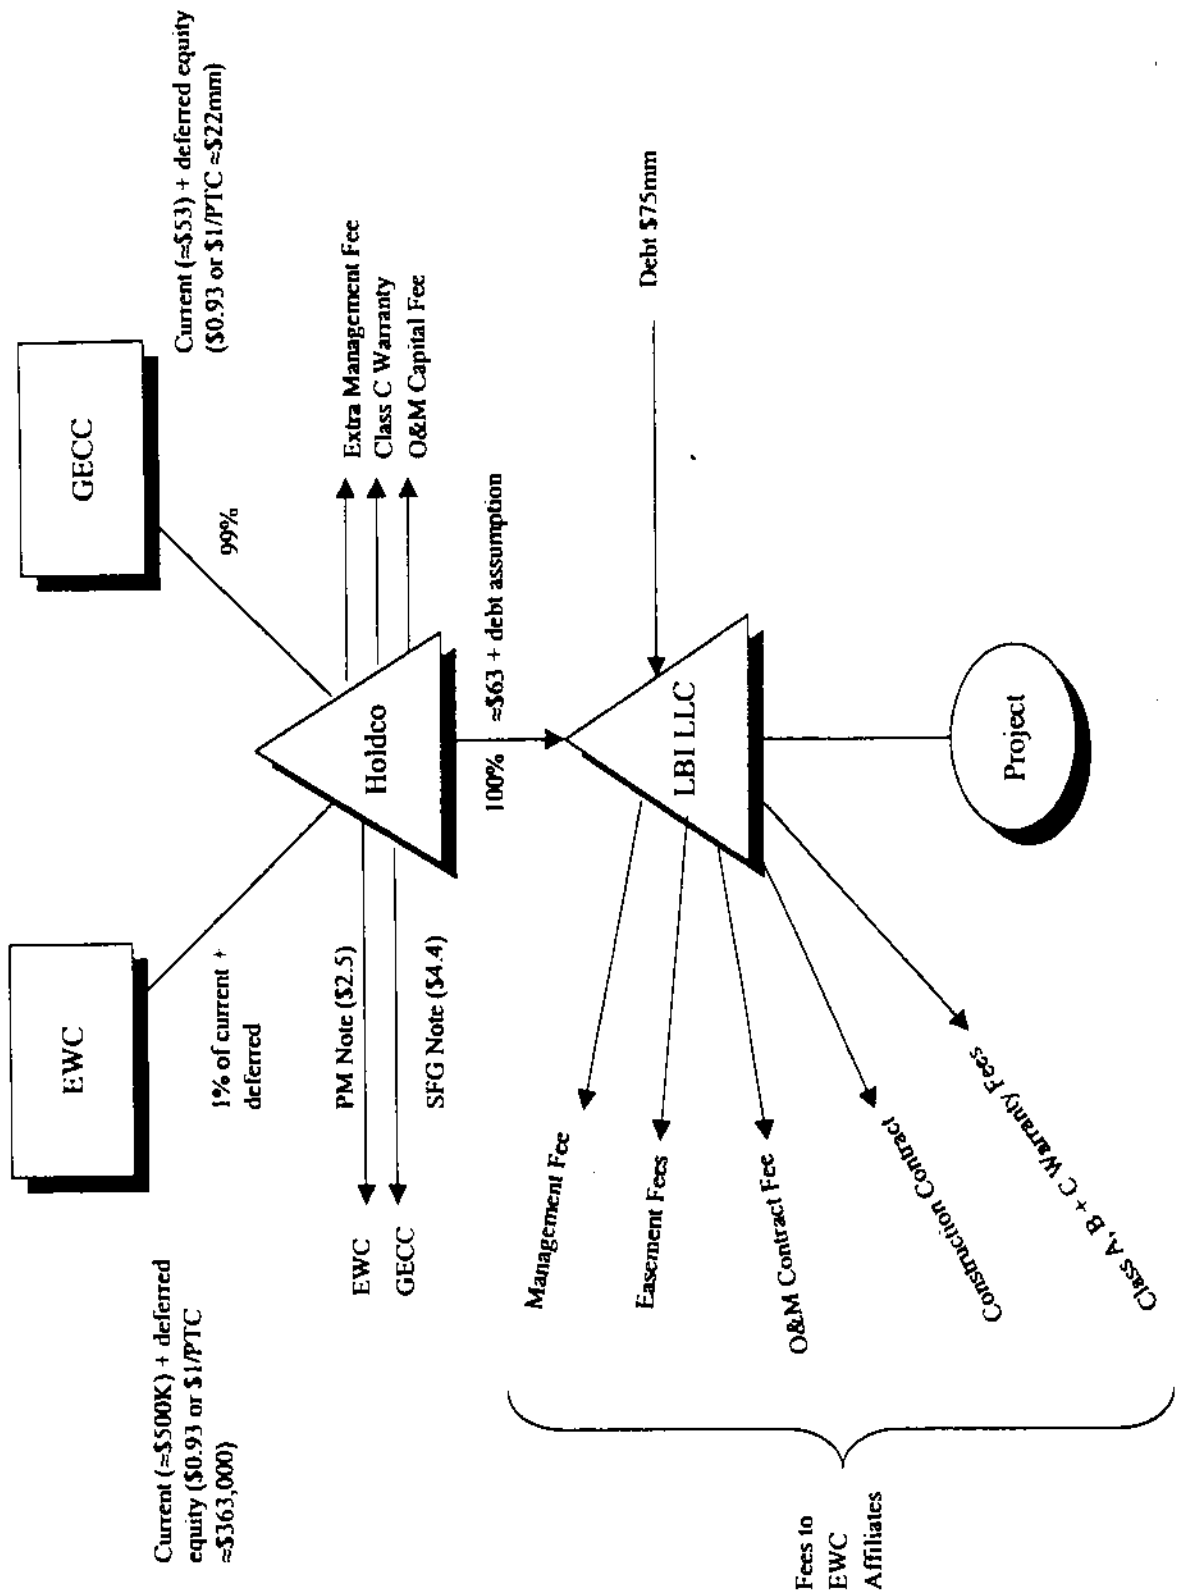 EWC
GECC
Current (≈$500K) + deferred
equity ($0.93 or $1/PTC
≈$363,000)
Current (≈$53) + deferred equity
($0.93 or $1/PTC ≈$22mm)
1% of current +
deferred
99%
Holdco
PM Note ($2.5)
EWC
SFG Note ($4.4)
GECC
Extra Management Fee
Class C Warranty
O&M Capital Fee
100%
≈$63 + debt assumption
LBI LLC
Debt $75mm
Management Fee
Easement Fees
O&M Contract Fee
Construction Contract
Class A, B + C Warranty Fees
Fees to
EWC
Affiliates
Project